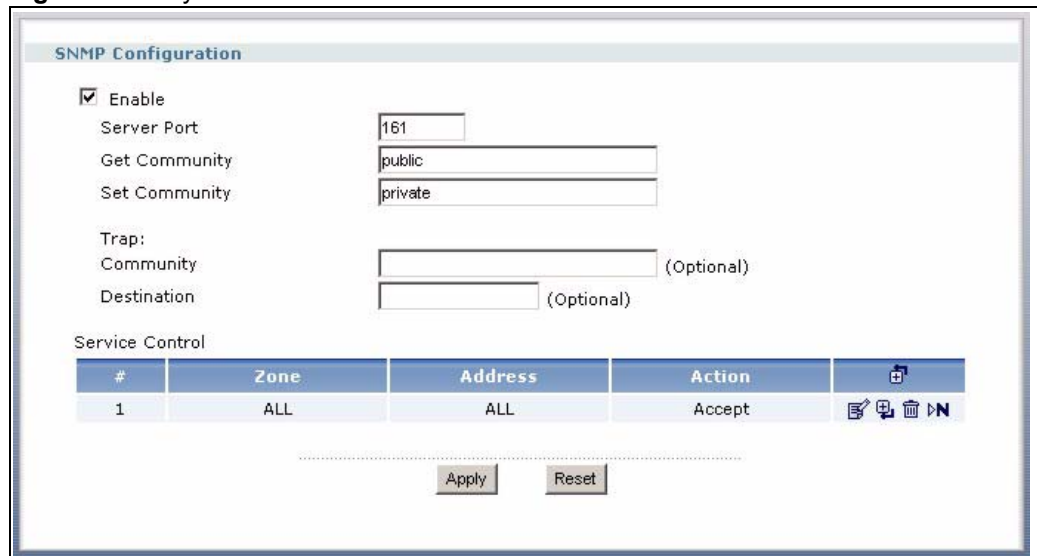 SNMP Configuration
Enable
Server Port 161
Get Community public
Set Community private
Trap:
Community (Optional)
Destination (Optional)
Service Control
# Zone Address Action
1 ALL ALL Accept N
Apply Reset